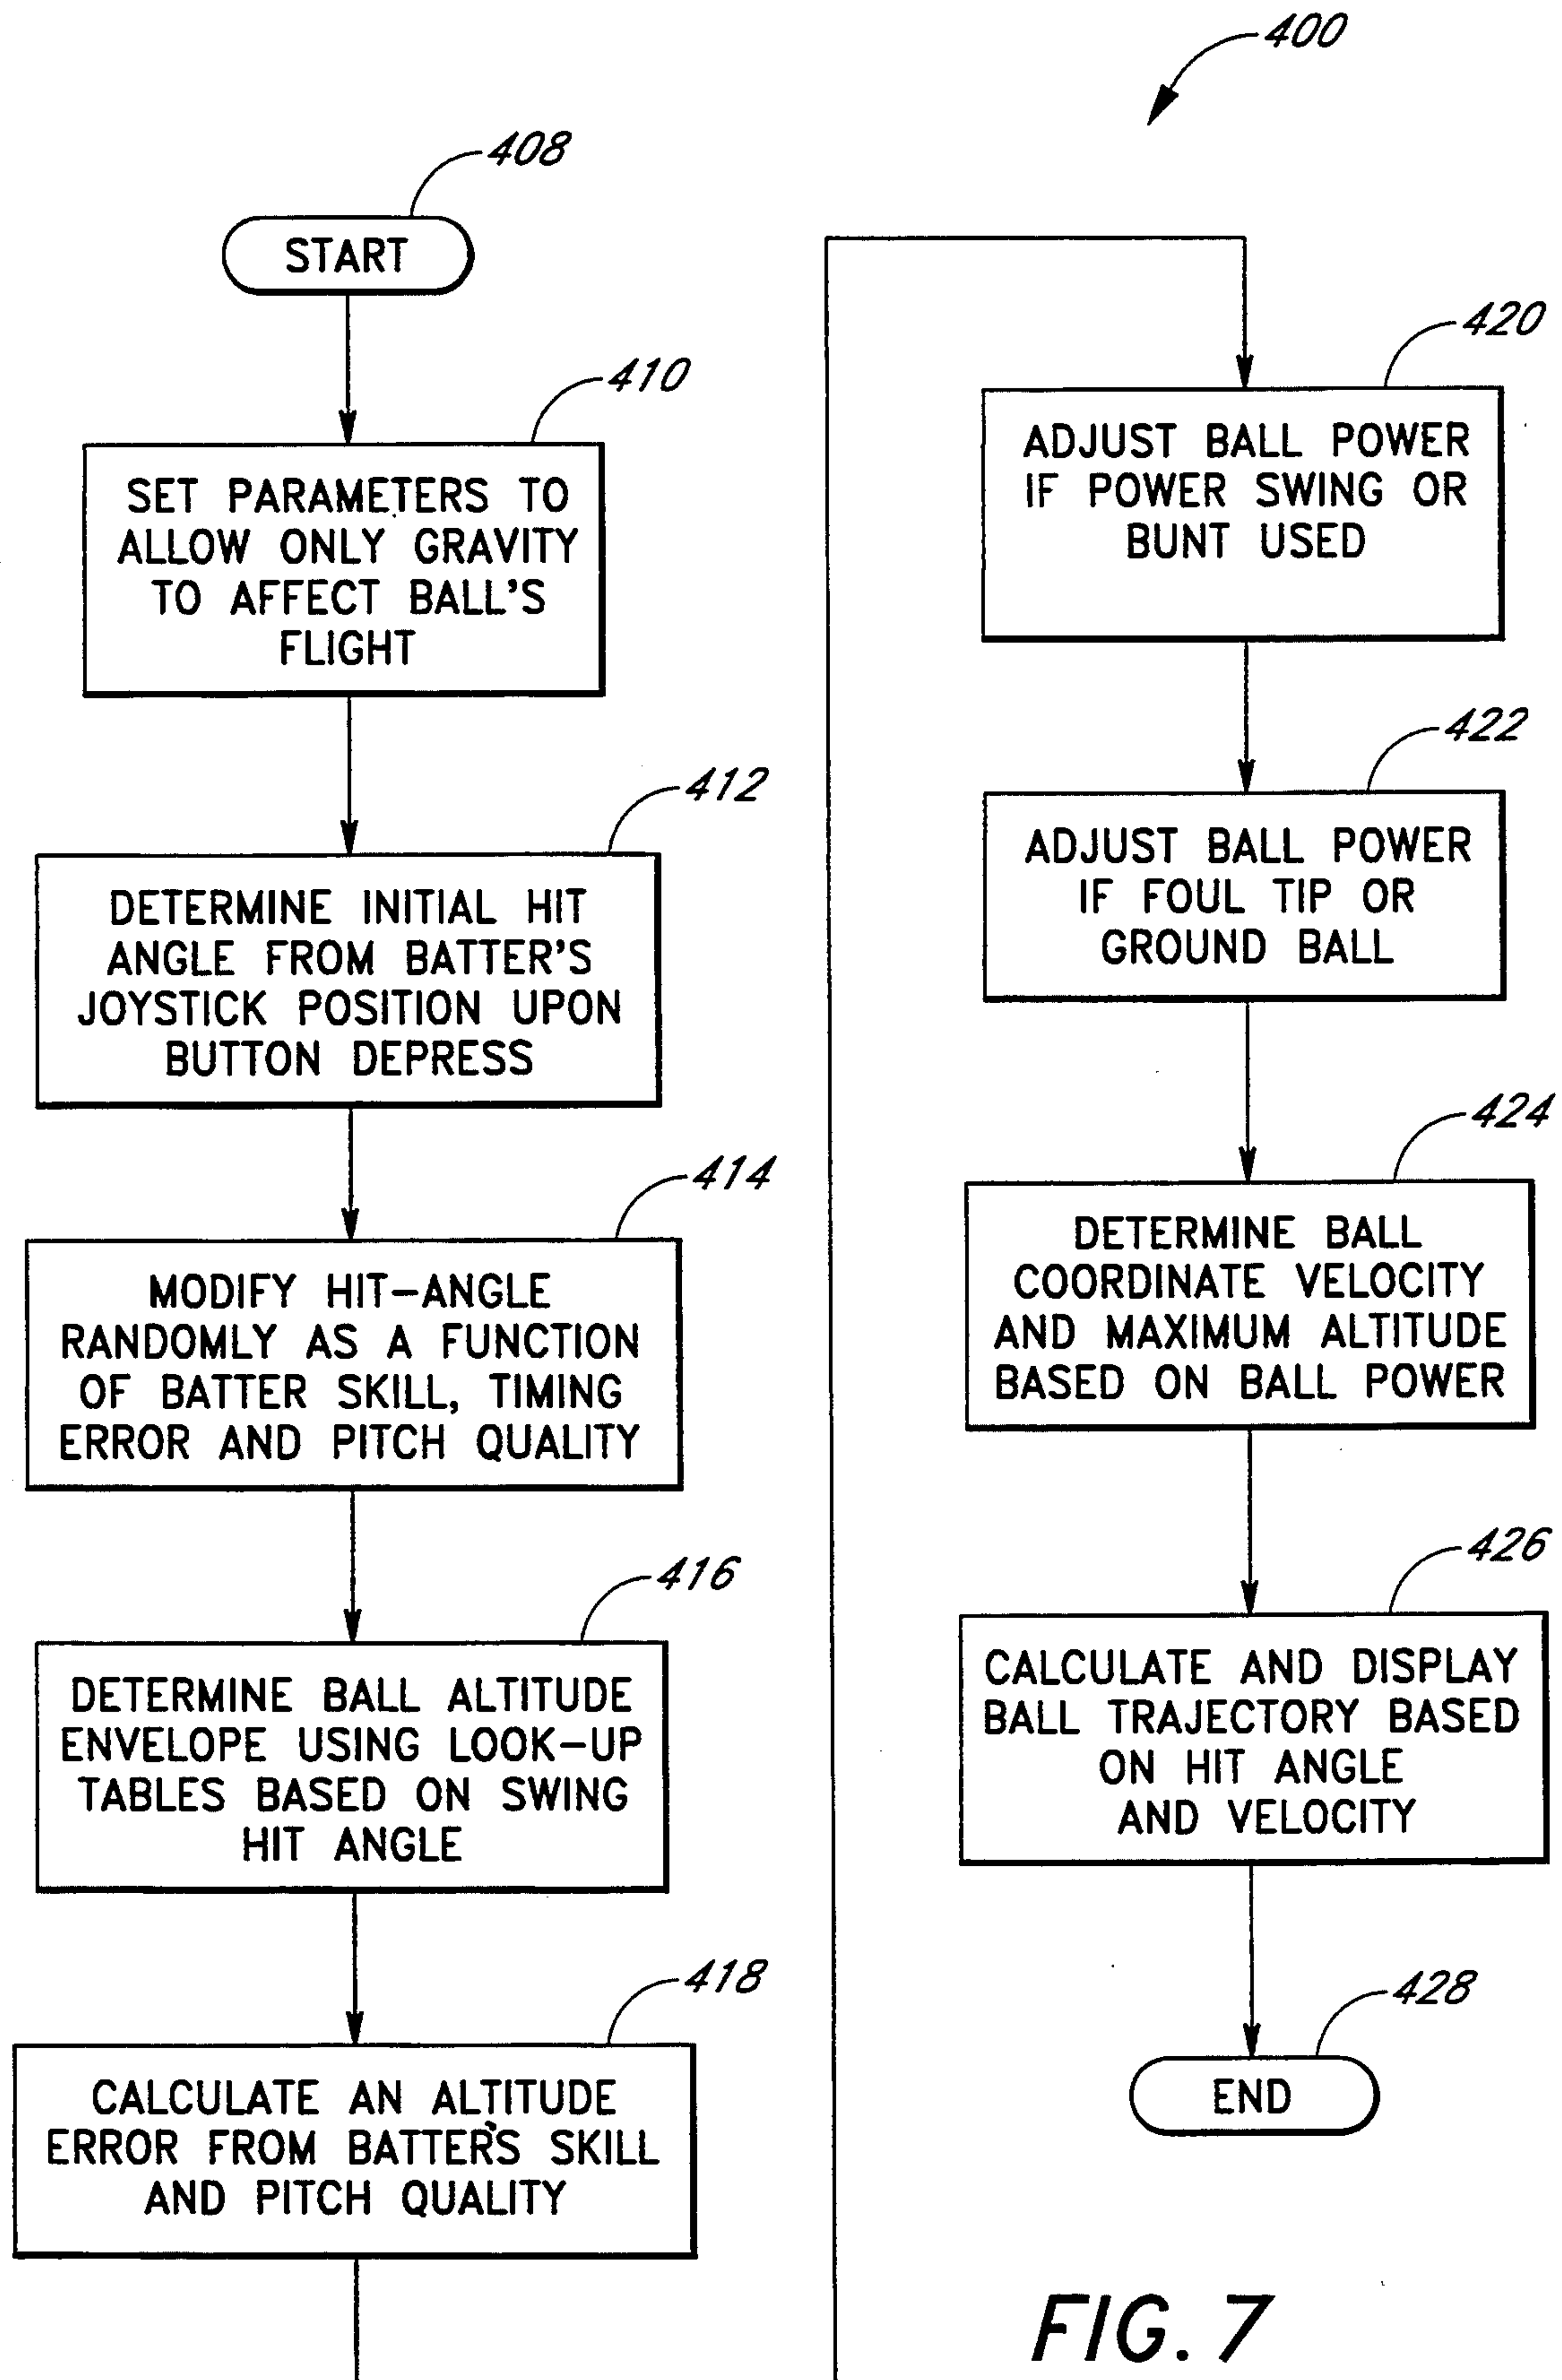 400
408
START
410
SET PARAMETERS TO
ALLOW ONLY GRAVITY
TO AFFECT BALL'S
FLIGHT
412
DETERMINE INITIAL HIT
ANGLE FROM BATTER'S
JOYSTICK POSITION UPON
BUTTON DEPRESS
414
MODIFY HIT-ANGLE
RANDOMLY AS A FUNCTION
OF BATTER SKILL, TIMING
ERROR AND PITCH QUALITY
416
DETERMINE BALL ALTITUDE
ENVELOPE USING LOOK-UP
TABLES BASED ON SWING
HIT ANGLE
418
CALCULATE AN ALTITUDE
ERROR FROM BATTER'S SKILL
AND PITCH QUALITY
420
ADJUST BALL POWER
IF POWER SWING OR
BUNT USED
422
ADJUST BALL POWER
IF FOUL TIP OR
GROUND BALL
424
DETERMINE BALL
COORDINATE VELOCITY
AND MAXIMUM ALTITUDE
BASED ON BALL POWER
426
CALCULATE AND DISPLAY
BALL TRAJECTORY BASED
ON HIT ANGLE
AND VELOCITY
428
END
FIG. 7